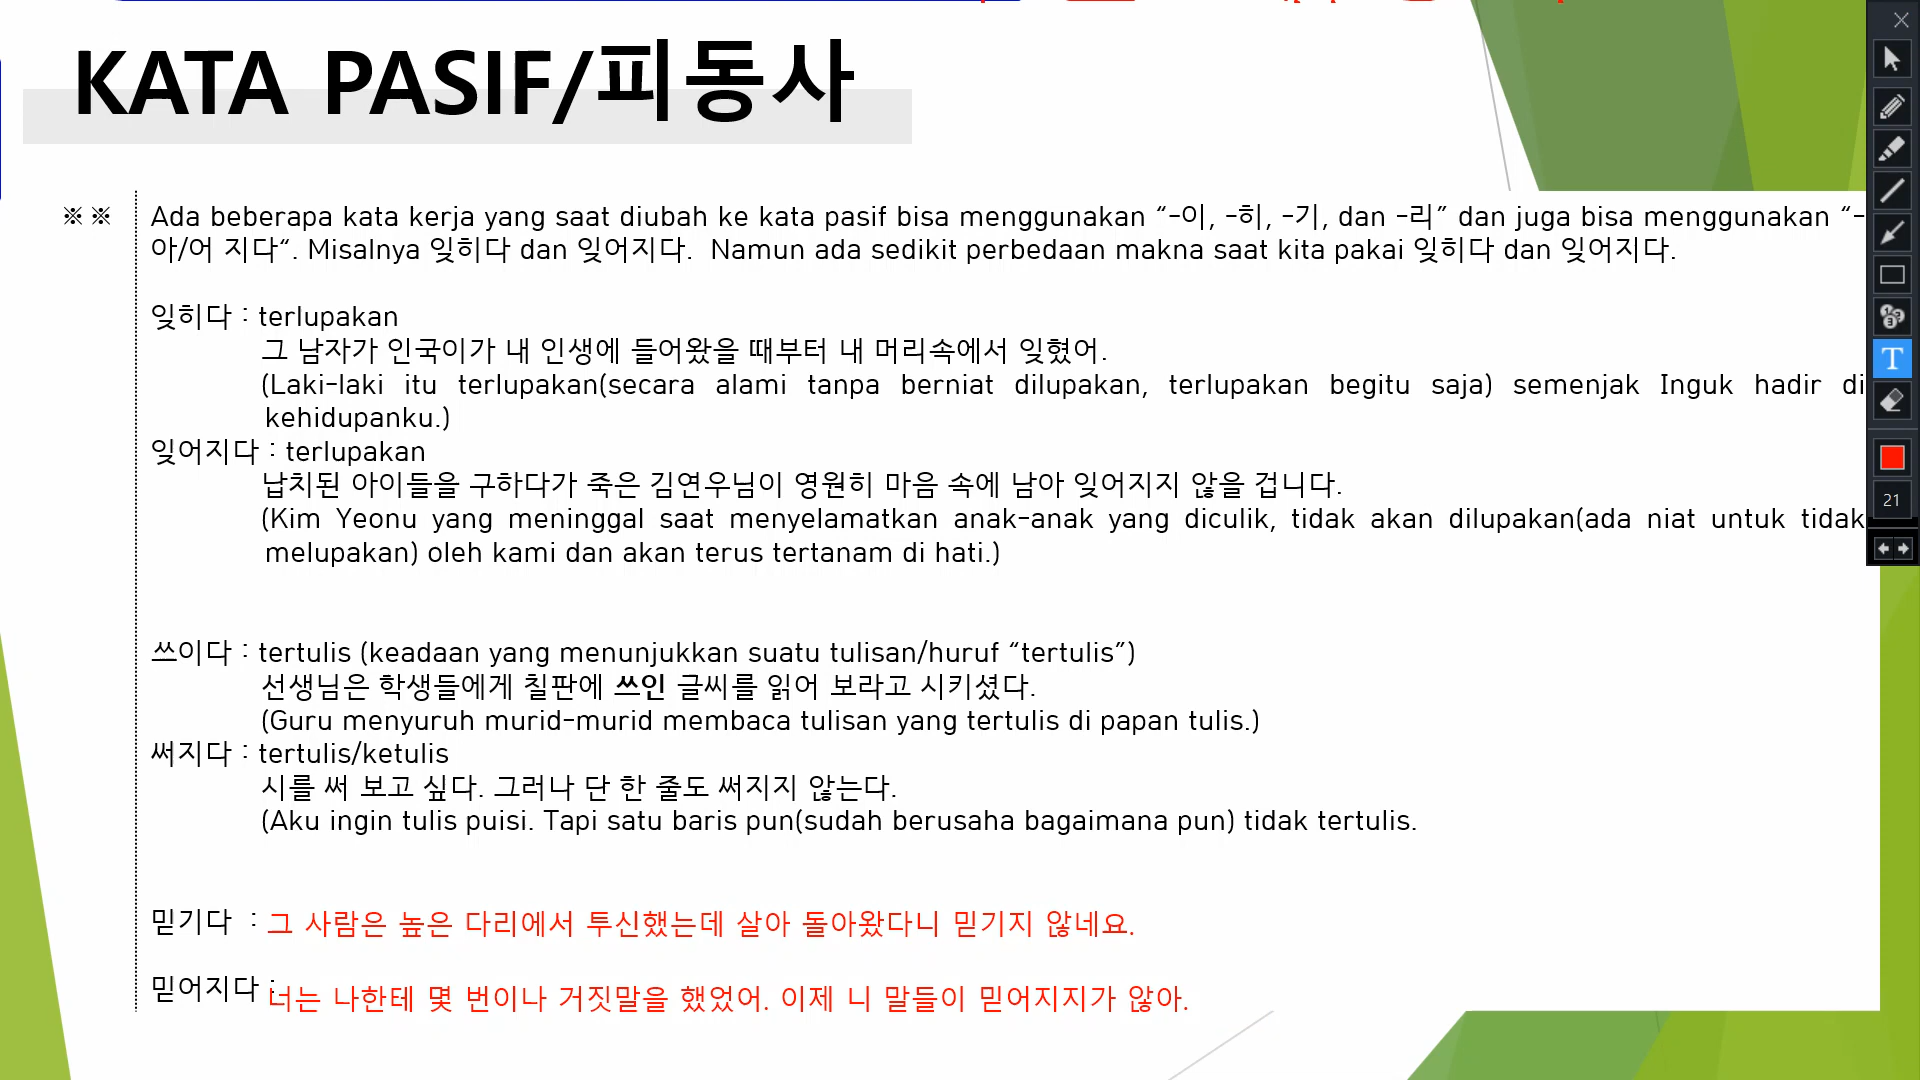 KATA PASIF/피동사
※※ Ada beberapa kata kerja yang saat diubah ke kata pasif bisa menggunakan “-이, -히, -기, dan -리” dan juga bisa menggunakan “-
아/어 지다“. Misalnya 잊히다 dan 잊어지다. Namun ada sedikit perbedaan makna saat kita pakai 잊히다 dan 잊어지다.
잊히다 : terlupakan
그 남자가 인국이가 내 인생에 들어왔을 때부터 내 머리속에서 잊혔어.
(Laki-laki itu terlupakan(secara alami tanpa berniat dilupakan, terlupakan begitu saja) semenjak Inguk hadir di
kehidupanku.)
잊어지다 : terlupakan
납치된 아이들을 구하다가 죽은 김연우님이 영원히 마음 속에 남아 잊어지지 않을 겁니다.
(Kim Yeonu yang meninggal saat menyelamatkan anak-anak yang diculik, tidak akan dilupakan(ada niat untuk tidak
melupakan) oleh kami dan akan terus tertanam di hati.)
쓰이다 : tertulis (keadaan yang menunjukkan suatu tulisan/huruf “tertulis”)
선생님은 학생들에게 칠판에 쓰인 글씨를 읽어 보라고 시키셨다.
(Guru menyuruh murid-murid membaca tulisan yang tertulis di papan tulis.)
써지다 : tertulis/ketulis
시를 써 보고 싶다. 그러나 단 한 줄도 써지지 않는다.
(Aku ingin tulis puisi. Tapi satu baris pun(sudah berusaha bagaimana pun) tidak tertulis.
믿기다 : 그 사람은 높은 다리에서 투신했는데 살아 돌아왔다니 믿기지 않네요.
믿어지다 : 너는 나한테 몇 번이나 거짓말을 했었어. 이제 니 말들이 믿어지지가 않아.
T
21